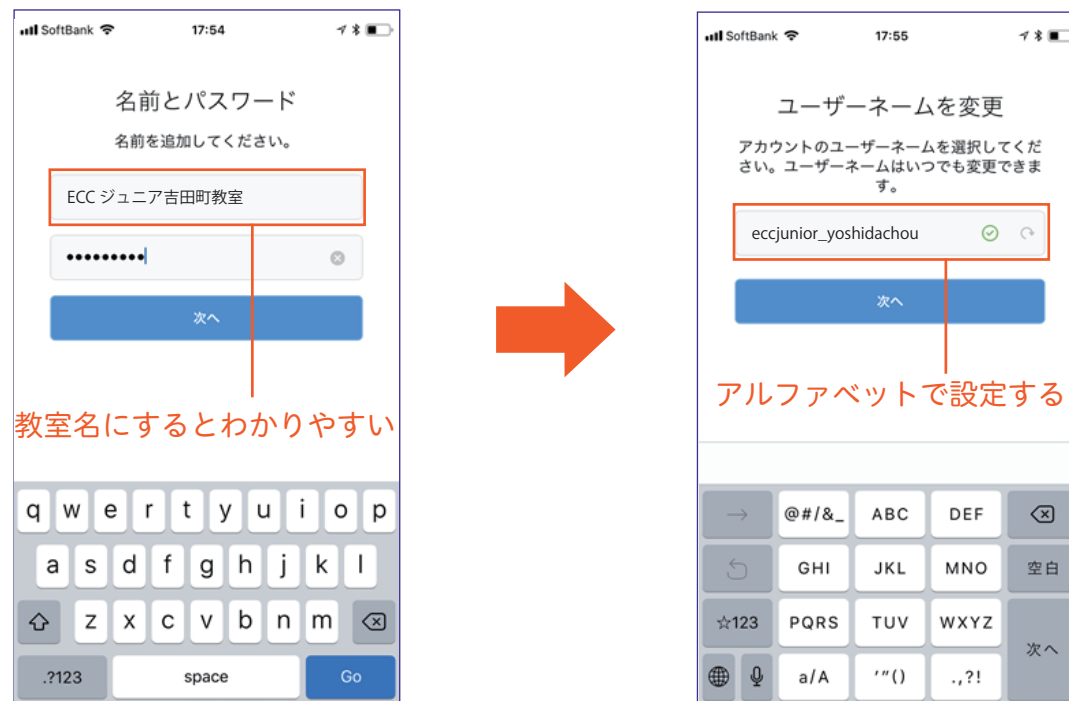 SoftBank 17:54
名前とパスワード
名前を追加してください。
ECC ジュニア吉田町教室
•••••••••
次へ
教室名にするとわかりやすい
q w e r t y u i o p
a s d f g h j k l
z x c v b n m
.?123 space Go
SoftBank 17:55
ユーザーネームを変更
アカウントのユーザーネームを選択してくだ
さい。ユーザーネームはいつでも変更できま
す。
eccjunior_yoshidachou
次へ
アルファベットで設定する
→ @#/&_ ABC DEF
GHI JKL MNO 空白
☆123 PQRS TUV WXYZ
次へ
a/A ′″() .,?!